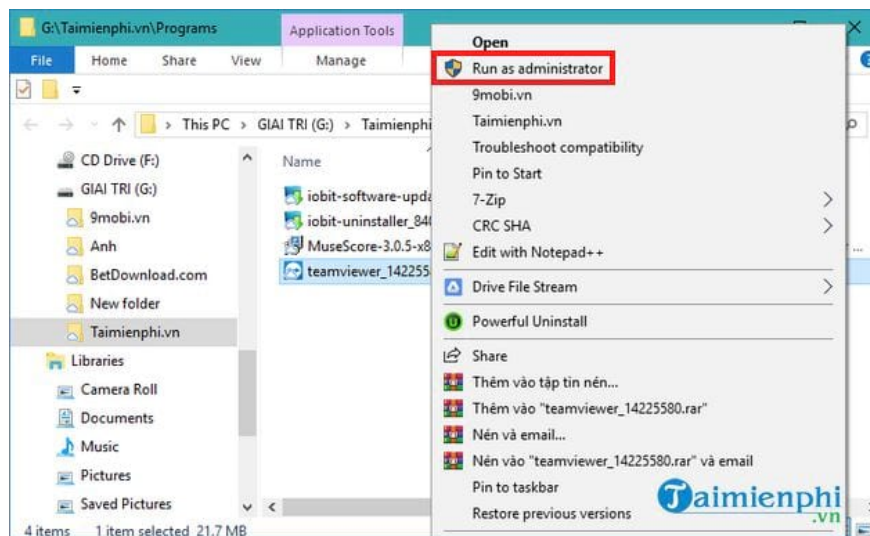 G:\Taimienphi.vn\Programs
Application Tools
File Home Share View Manage
This PC > GIAI TRI (G:) > Taimienphi
CD Drive (F:)
GIAI TRI (G:)
9mobi.vn
Anh
BetDownload.com
New folder
Taimienphi.vn
Libraries
Camera Roll
Documents
Music
Pictures
Saved Pictures
4 items 1 item selected 21.7 MB
Name
iobit-software-upda
iobit-uninstaller_840
MuseScore-3.0.5-x8
teamviewer_142255
Open
Run as administrator
9mobi.vn
Taimienphi.vn
Troubleshoot compatibility
Pin to Start
7-Zip
CRC SHA
Edit with Notepad++
Drive File Stream
Powerful Uninstall
Share
Thêm vào tập tin nén...
Thêm vào "teamviewer_14225580.rar"
Nén và email...
Nén vào "teamviewer_14225580.rar" và email
Pin to taskbar
Restore previous versions
Taimienphi
.vn